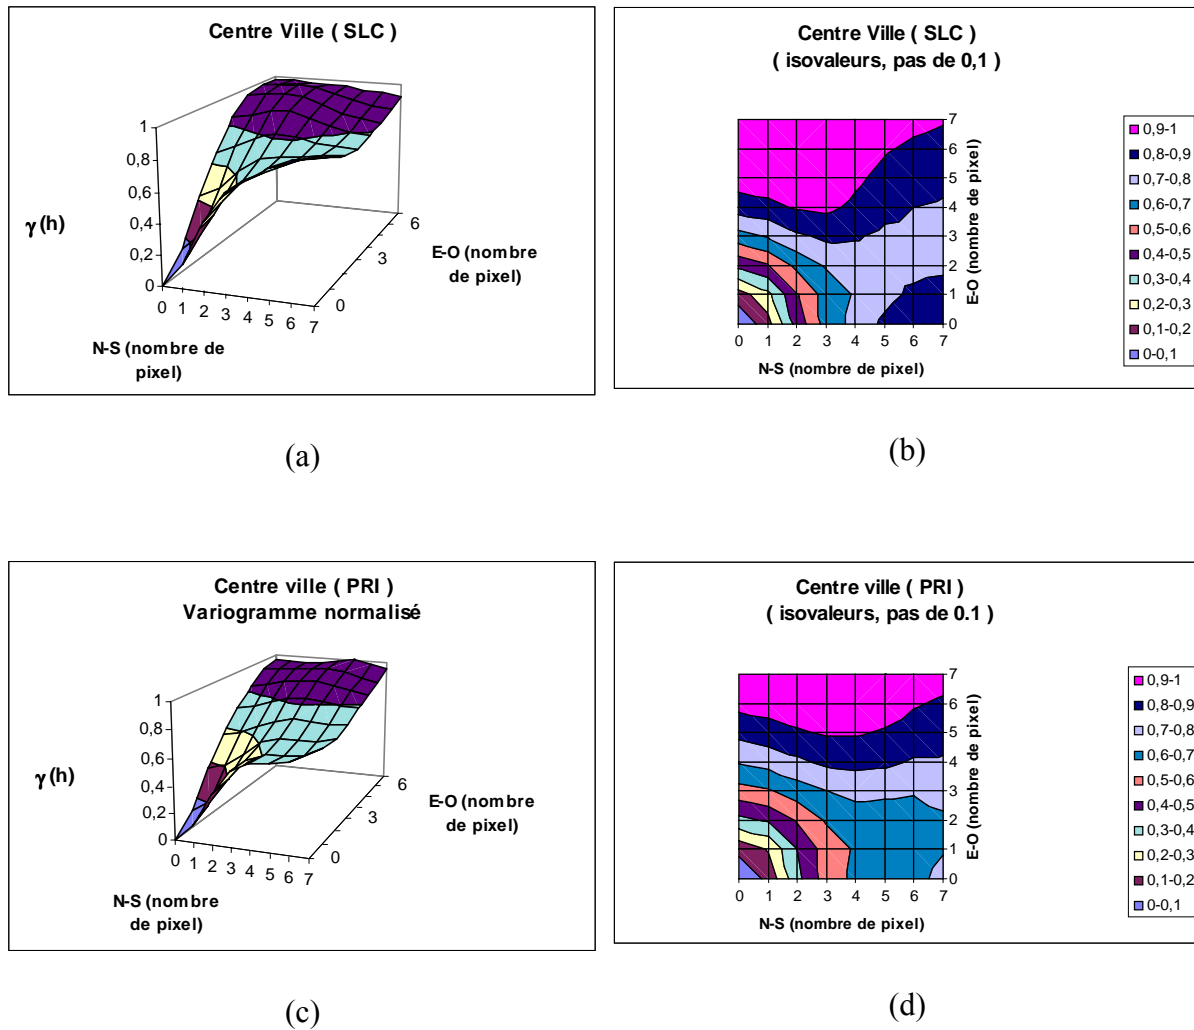 Centre Ville ( SLC )
1
0,8
0,6
0,4
0,2
0
γ(h)
0 1 2 3 4 5 6 7
N-S (nombre de
pixel)
0
3
6
E-O (nombre
de pixel)
(a)
Centre Ville ( SLC )
( isovaleurs, pas de 0,1 )
7
6
5
4
3
2
1
0
E-O (nombre de pixel)
0 1 2 3 4 5 6 7
N-S (nombre de pixel)
0,9-1
0,8-0,9
0,7-0,8
0,6-0,7
0,5-0,6
0,4-0,5
0,3-0,4
0,2-0,3
0,1-0,2
0-0,1
(b)
Centre ville ( PRI )
Variogramme normalisé
1
0,8
0,6
0,4
0,2
0
γ(h)
0 1 2 3 4 5 6 7
N-S (nombre
de pixel)
0
3
6
E-O (nombre
de pixel)
(c)
Centre ville ( PRI )
( isovaleurs, pas de 0.1 )
7
6
5
4
3
2
1
0
E-O (nombre de pixel)
0 1 2 3 4 5 6 7
N-S (nombre de pixel)
0,9-1
0,8-0,9
0,7-0,8
0,6-0,7
0,5-0,6
0,4-0,5
0,3-0,4
0,2-0,3
0,1-0,2
0-0,1
(d)